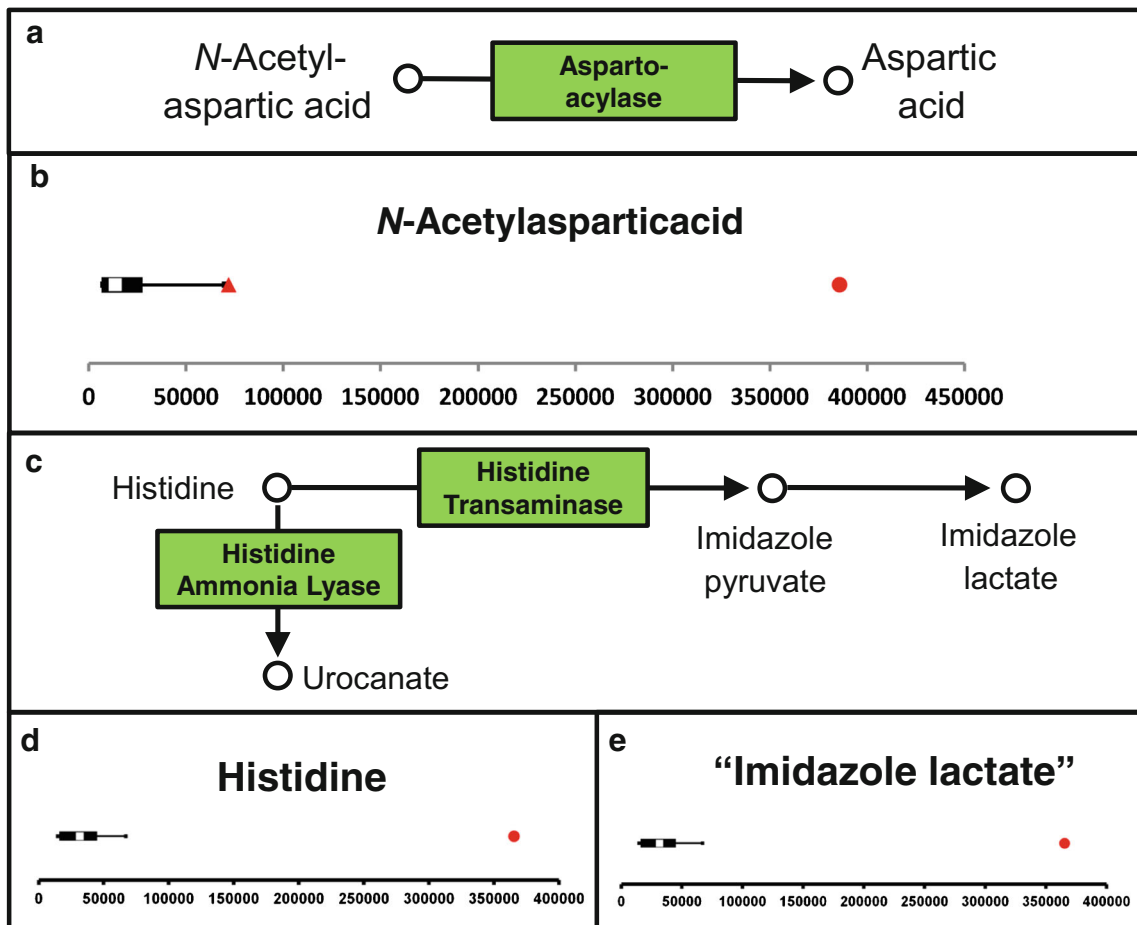 a
N-Acetyl-
aspartic acid
Asparto-
acylase
Aspartic
acid
b
N-Acetylasparticacid
0 50000 100000 150000 200000 250000 300000 350000 400000 450000
c
Histidine
Histidine
Transaminase
Imidazole
pyruvate
Imidazole
lactate
Histidine
Ammonia Lyase
Urocanate
d
Histidine
0 50000 100000 150000 200000 250000 300000 350000 400000
e
“Imidazole lactate”
0 50000 100000 150000 200000 250000 300000 350000 400000